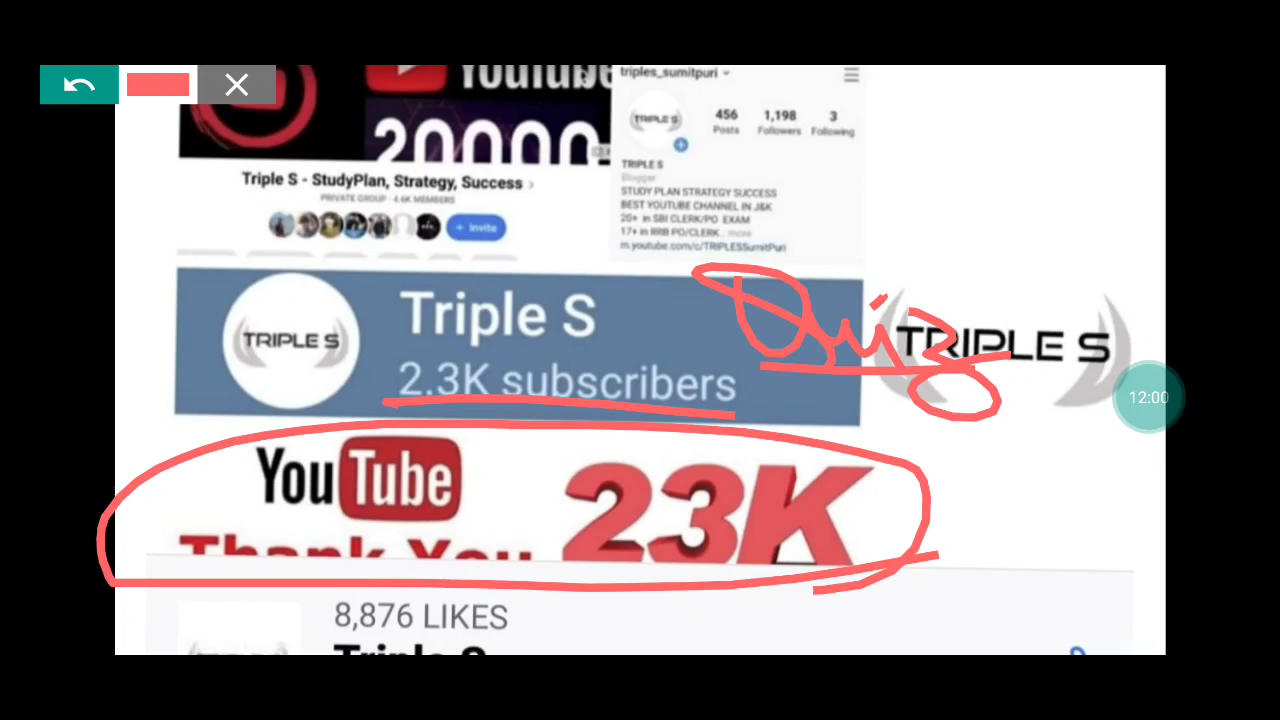 YouTube
20000
Triple S - StudyPlan, Strategy, Success >
PRIVATE GROUP · 4.6K MEMBERS
+ Invite
triples_sumitpuri
TRIPLE S
456 1,198 3
Posts Followers Following
TRIPLE S
Blogger
STUDY PLAN STRATEGY SUCCESS
BEST YOUTUBE CHANNEL IN J&K
20+ in SBI CLERK/PO EXAM
17+ in RRB PO/CLERK... more
m.youtube.com/c/TRIPLESSumitPuri
TRIPLE S
Triple S
2.3K subscribers
Quiz
TRIPLE S
12:00
YouTube 23K
Thank You
8,876 LIKES
Triple S